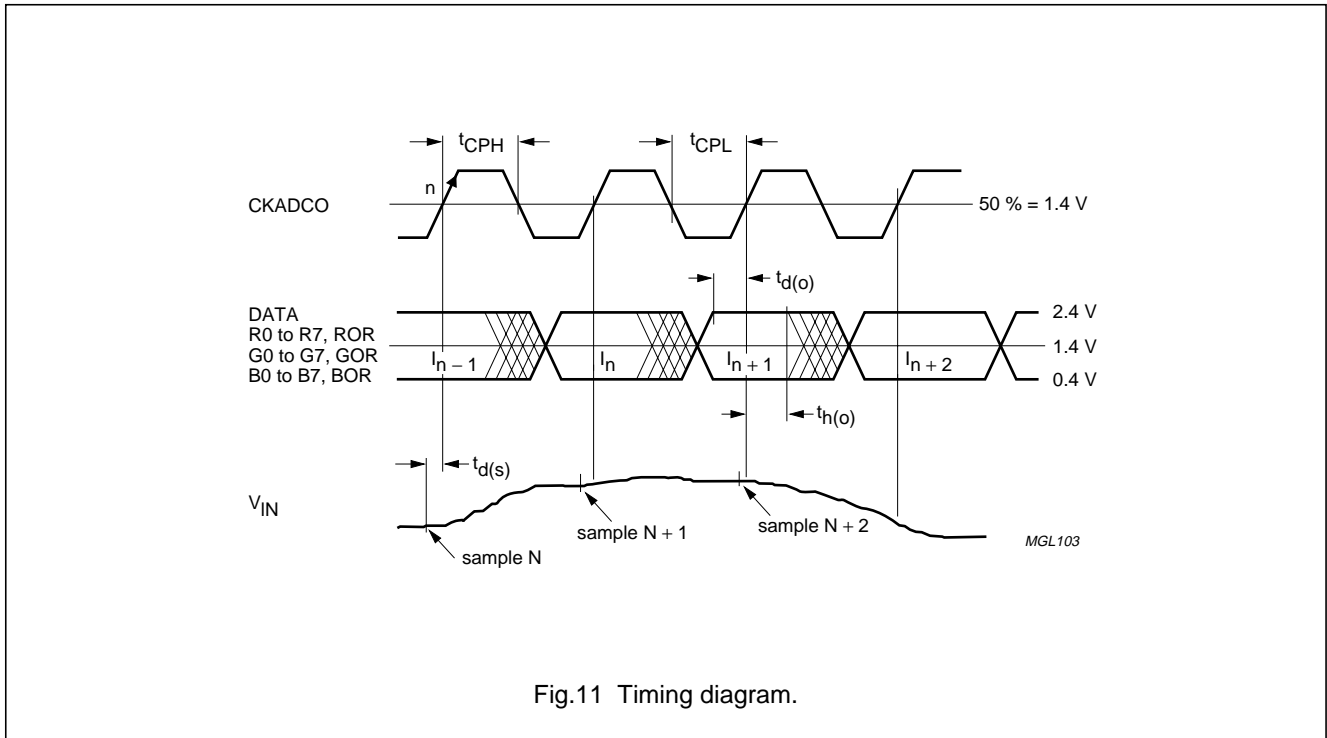 tCPH
tCPL
n
CKADCO
50 % = 1.4 V
td(o)
DATA
R0 to R7, ROR
G0 to G7, GOR
B0 to B7, BOR
In − 1
In
In + 1
In + 2
2.4 V
1.4 V
0.4 V
th(o)
td(s)
VIN
sample N
sample N + 1
sample N + 2
MGL103
Fig.11 Timing diagram.